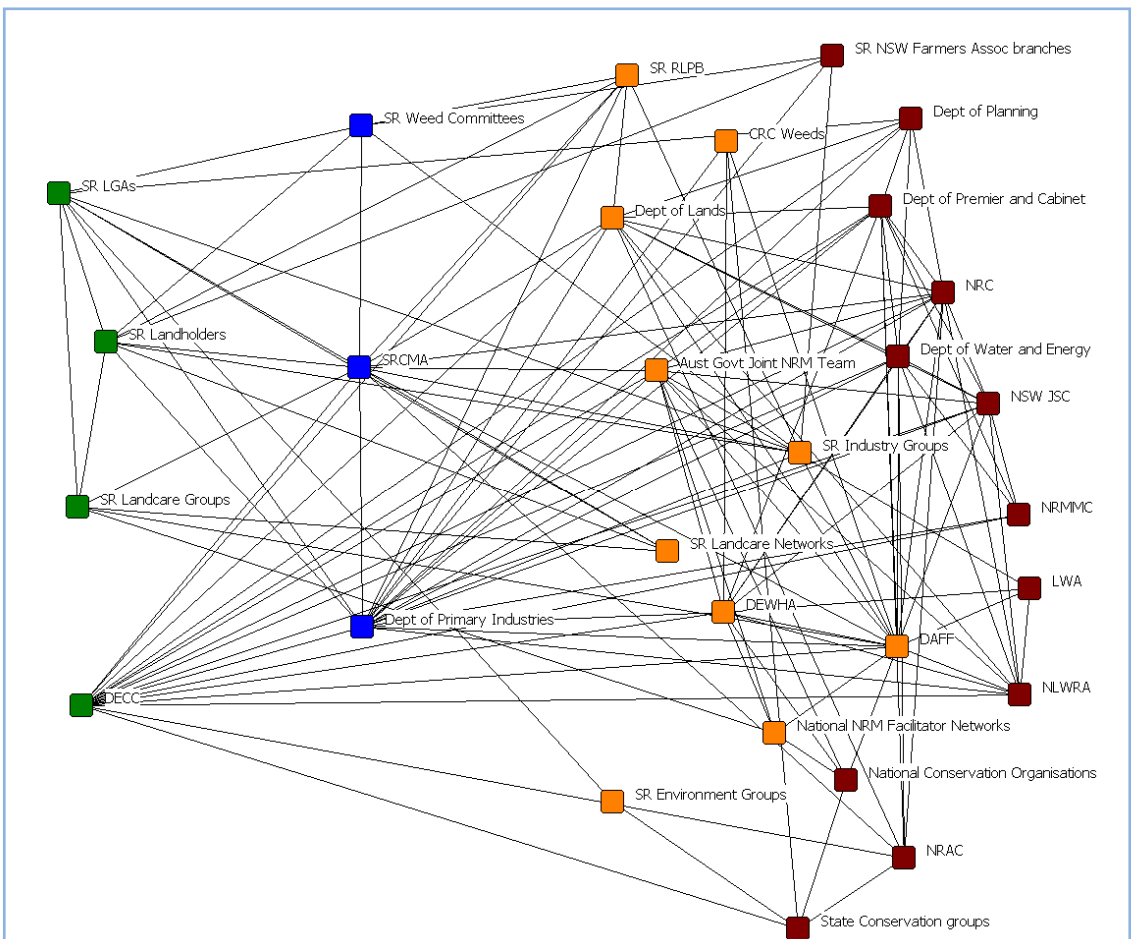 SR NSW Farmers Assoc branches
SR RLPB
Dept of Planning
SR Weed Committees
CRC Weeds
SR LGAs
Dept of Premier and Cabinet
Dept of Lands
NRC
SR Landholders
Dept of Water and Energy
SRCMA
Aust Govt Joint NRM Team
NSW JSC
SR Industry Groups
SR Landcare Groups
NRMMC
SR Landcare Networks
LWA
DEWHA
Dept of Primary Industries
DAFF
NLWRA
DECC
National NRM Facilitator Networks
National Conservation Organisations
SR Environment Groups
NRAC
State Conservation groups